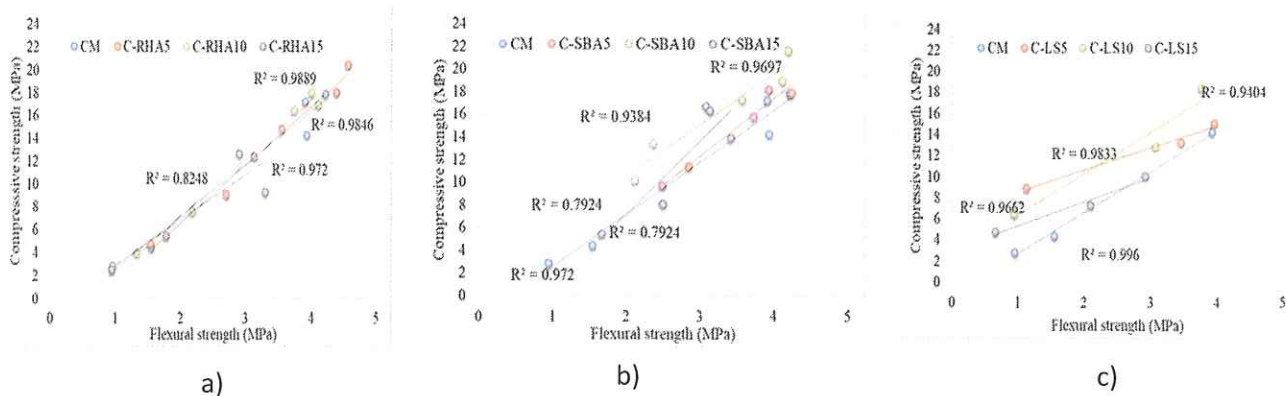 24
22
20
18
16
14
12
10
8
6
4
2
0
Compresssive strength (MPa)
CM C-RHA5 C-RHA10 C-RHA15
R² = 0.9889
R² = 0.9846
R² = 0.8248
R² = 0.972
0 1 2 3 4 5
Flexural strength (MPa)
a)
24
22
20
18
16
14
12
10
8
6
4
2
0
Compressive strength (MPa)
CM C-SBA5 C-SBA10 C-SBA15
R² = 0.9697
R² = 0.9384
R² = 0.7924
R² = 0.7924
R² = 0.972
0 1 2 3 4 5
Flexural strength (MPa)
b)
24
22
20
18
16
14
12
10
8
6
4
2
0
Compressive strength (MPa)
CM C-LS5 C-LS10 C-LS15
R² = 0.9404
R² = 0.9833
R² = 0.9662
R² = 0.996
0 1 2 3 4 5
Flexural strength (MPa)
c)